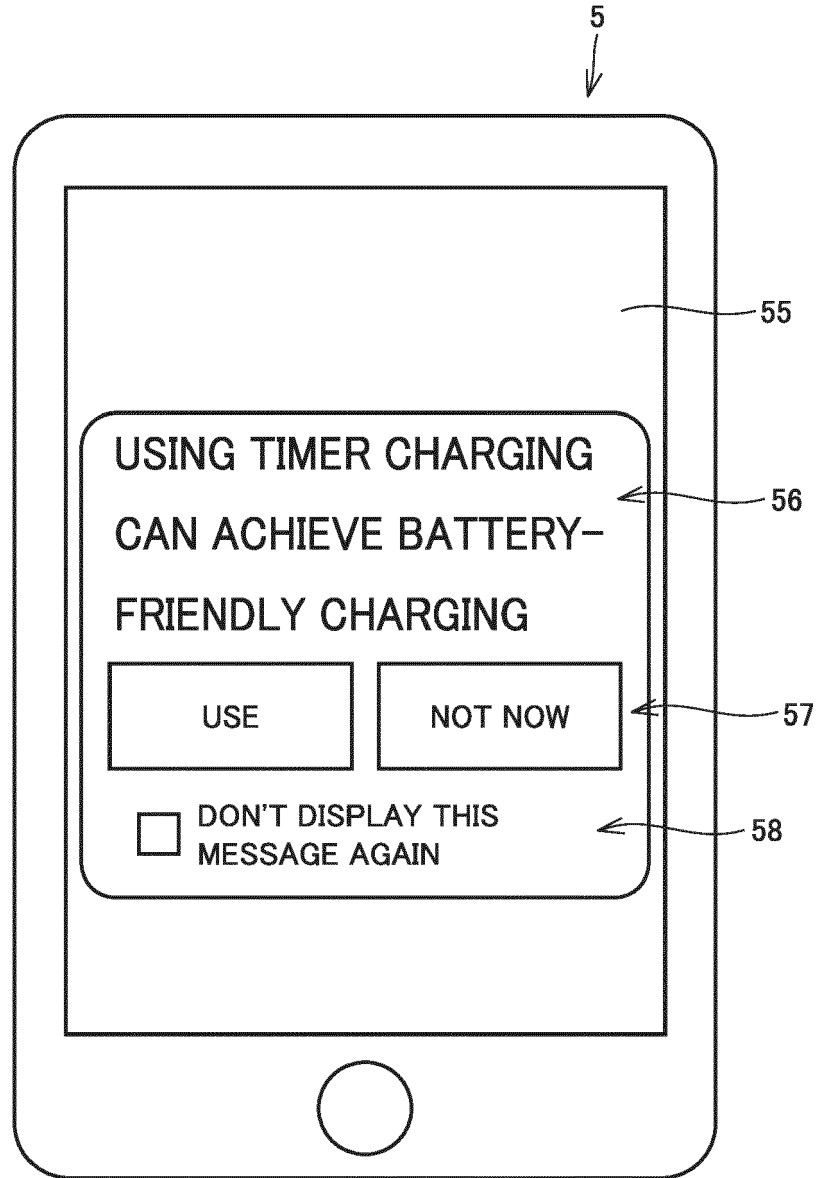 5
55
USING TIMER CHARGING
CAN ACHIEVE BATTERY-
FRIENDLY CHARGING
56
USE
NOT NOW
57
DON'T DISPLAY THIS
MESSAGE AGAIN
58